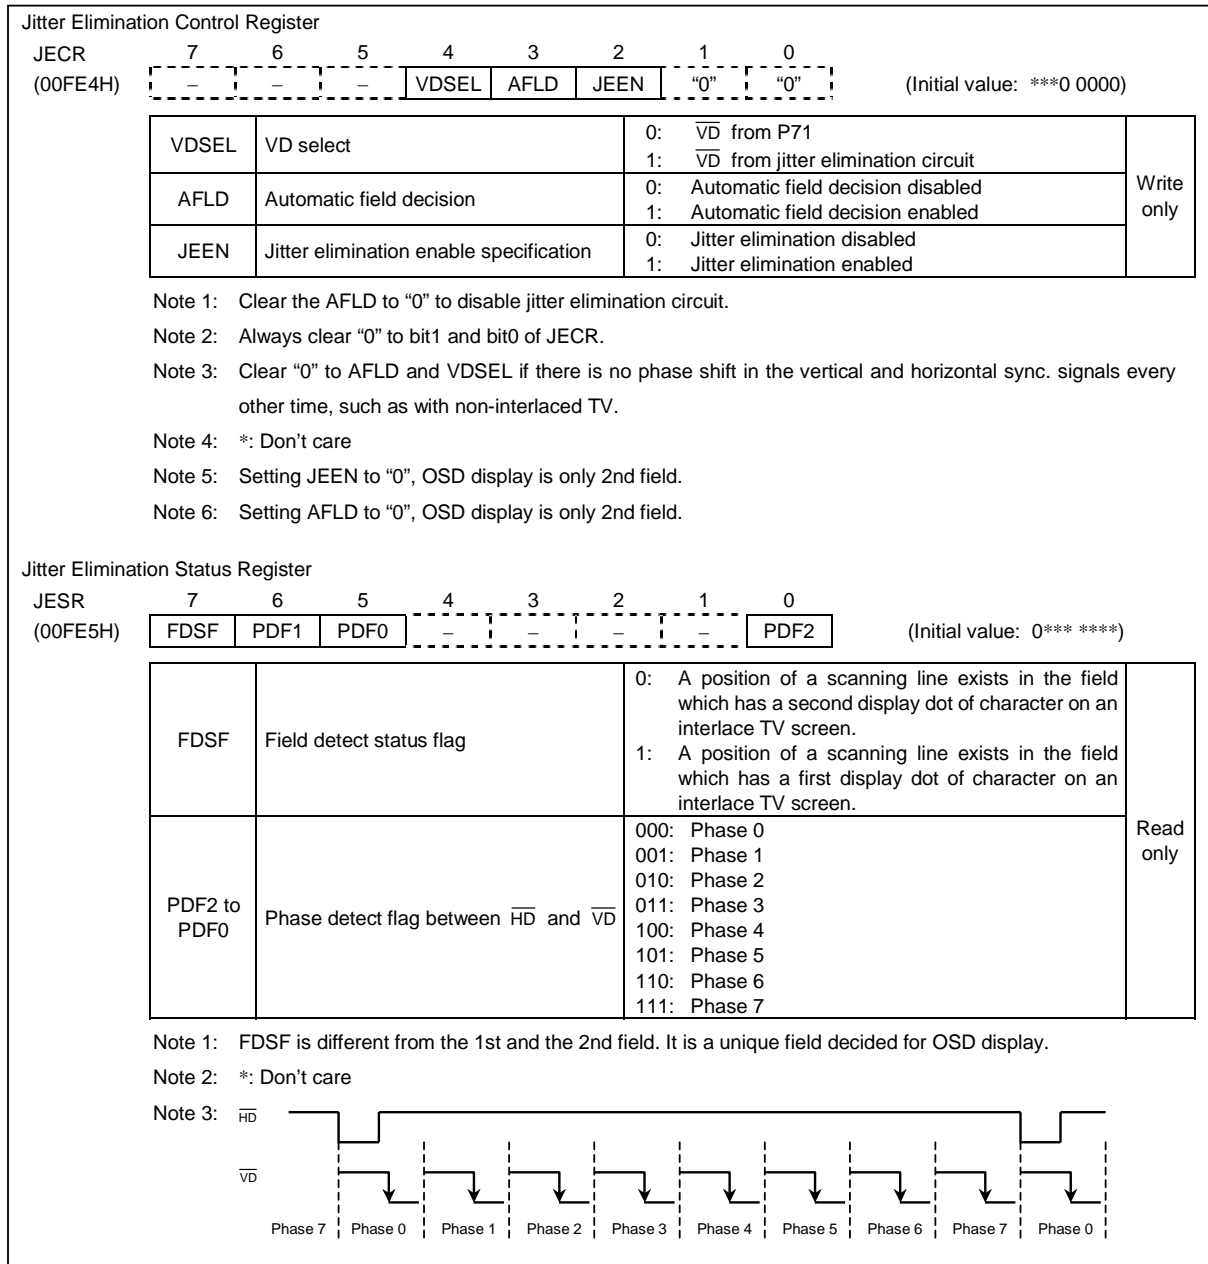 Jitter Elimination Control Register
JECR 7 6 5 4 3 2 1 0
(00FE4H) – – – VDSEL AFLD JEEN “0” “0” (Initial value: ***0 0000)
VDSEL VD select 0: VD from P71
1: VD from jitter elimination circuit
AFLD Automatic field decision 0: Automatic field decision disabled
1: Automatic field decision enabled
JEEN Jitter elimination enable specification 0: Jitter elimination disabled
1: Jitter elimination enabled
Write
only
Note 1: Clear the AFLD to “0” to disable jitter elimination circuit.
Note 2: Always clear “0” to bit1 and bit0 of JECR.
Note 3: Clear “0” to AFLD and VDSEL if there is no phase shift in the vertical and horizontal sync. signals every
other time, such as with non-interlaced TV.
Note 4: *: Don’t care
Note 5: Setting JEEN to “0”, OSD display is only 2nd field.
Note 6: Setting AFLD to “0”, OSD display is only 2nd field.
Jitter Elimination Status Register
JESR 7 6 5 4 3 2 1 0
(00FE5H) FDSF PDF1 PDF0 – – – – PDF2 (Initial value: 0*** ****)
FDSF Field detect status flag
0: A position of a scanning line exists in the field
which has a second display dot of character on an
interlace TV screen.
1: A position of a scanning line exists in the field
which has a first display dot of character on an
interlace TV screen.
PDF2 to
PDF0
Phase detect flag between HD and VD
000: Phase 0
001: Phase 1
010: Phase 2
011: Phase 3
100: Phase 4
101: Phase 5
110: Phase 6
111: Phase 7
Read
only
Note 1: FDSF is different from the 1st and the 2nd field. It is a unique field decided for OSD display.
Note 2: *: Don’t care
Note 3: HD
VD
Phase 7 Phase 0 Phase 1 Phase 2 Phase 3 Phase 4 Phase 5 Phase 6 Phase 7 Phase 0